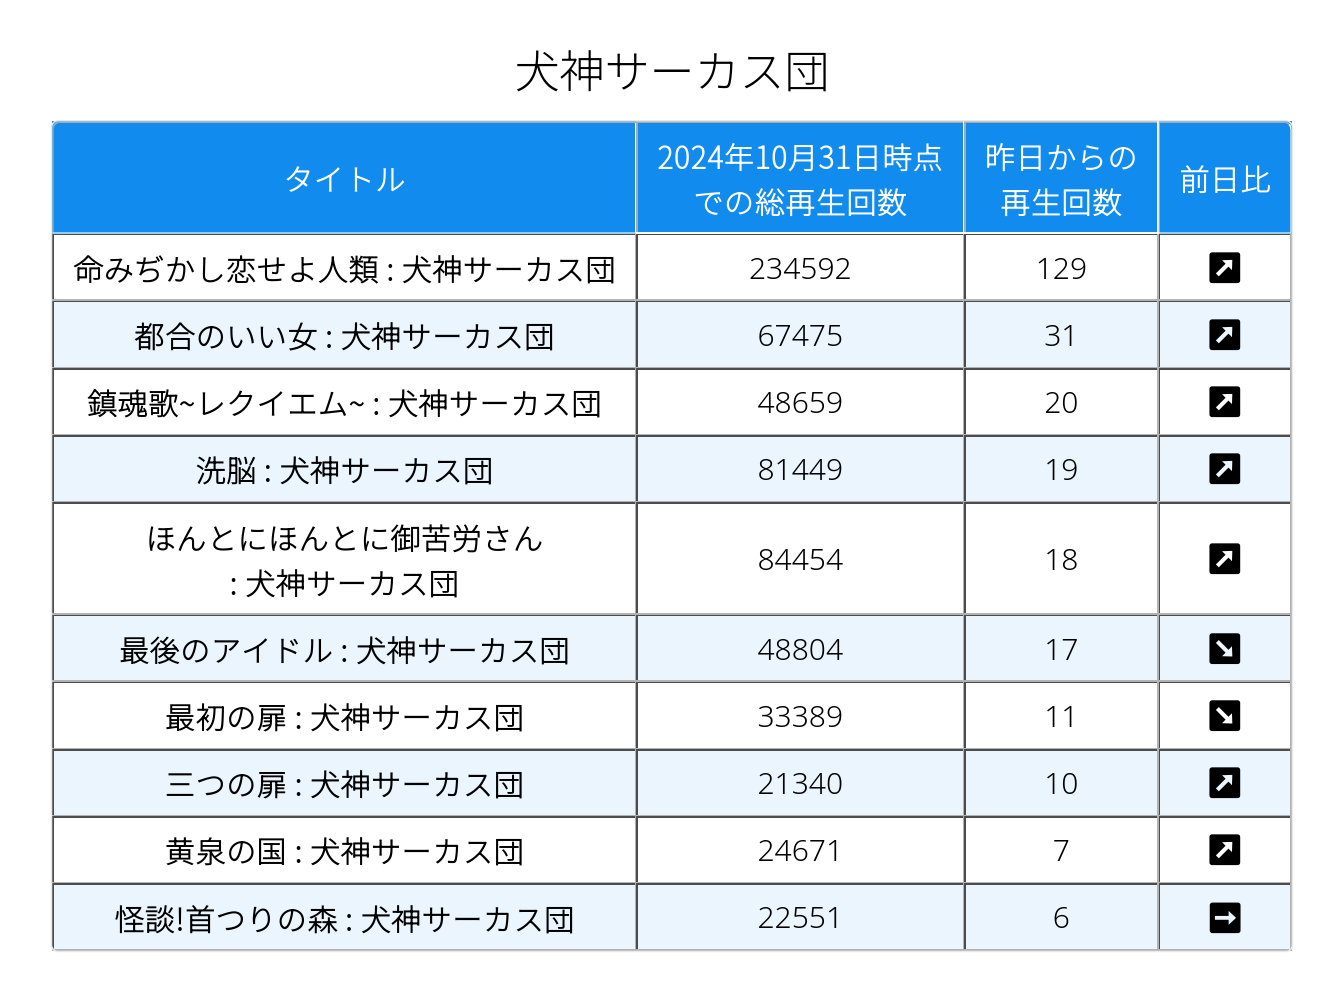 犬神サーカス団
タイトル
2024年10月31日時点
での総再生回数
昨日からの
再生回数
前日比
命みぢかし恋せよ人類 : 犬神サーカス団 234592 129 ↗
都合のいい女 : 犬神サーカス団 67475 31 ↗
鎮魂歌~レクイエム~ : 犬神サーカス団 48659 20 ↗
洗脳 : 犬神サーカス団 81449 19 ↗
ほんとにほんとに御苦労さん
: 犬神サーカス団 84454 18 ↗
最後のアイドル : 犬神サーカス団 48804 17 ↘
最初の扉 : 犬神サーカス団 33389 11 ↘
三つの扉 : 犬神サーカス団 21340 10 ↗
黄泉の国 : 犬神サーカス団 24671 7 ↗
怪談!首つりの森 : 犬神サーカス団 22551 6 →